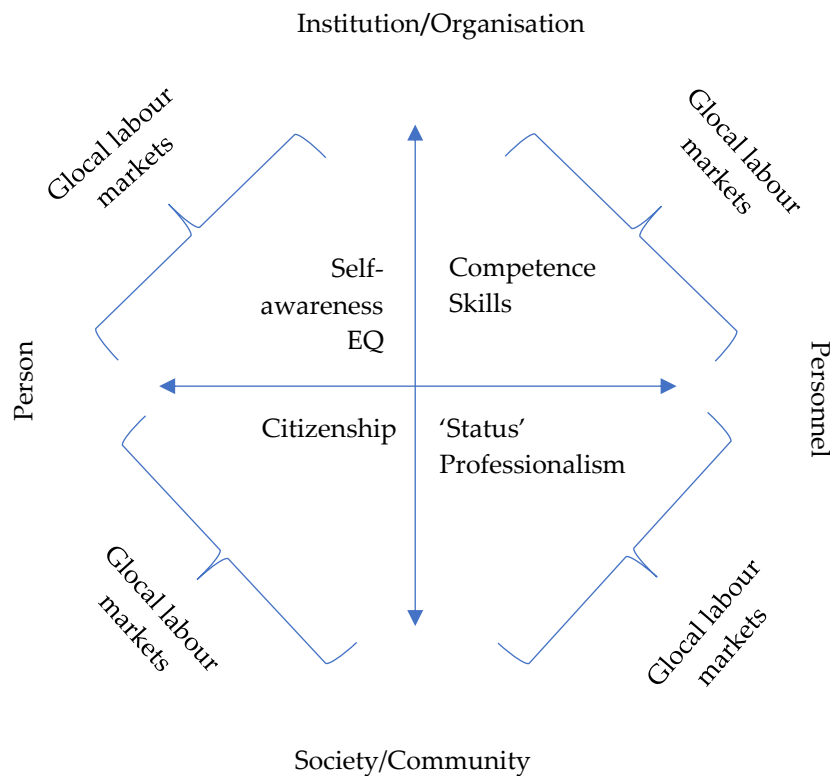 Institution/Organisation
Glocal labour
markets
Glocal labour
markets
Self-
awareness
EQ
Competence
Skills
Person
Personnel
Citizenship
‘Status’
Professionalism
Glocal labour
markets
Glocal labour
markets
Society/Community